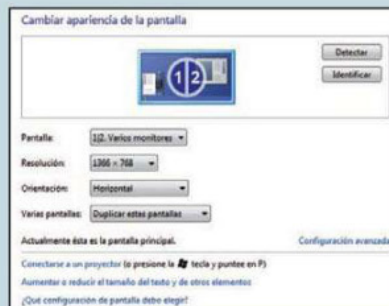 Cambiar apariencia de la pantalla
Detectar
Identificar
1|2
Pantalla: 1|2. Varios monitores
Resolución: 1366 × 768
Orientación: Horizontal
Varias pantallas: Duplicar estas pantallas
Actualmente ésta es la pantalla principal. Configuración avanzada
Conectarse a un proyector (o presione la tecla y puntee en P)
Aumentar o reducir el tamaño del texto y de otros elementos
¿Qué configuración de pantalla debo elegir?